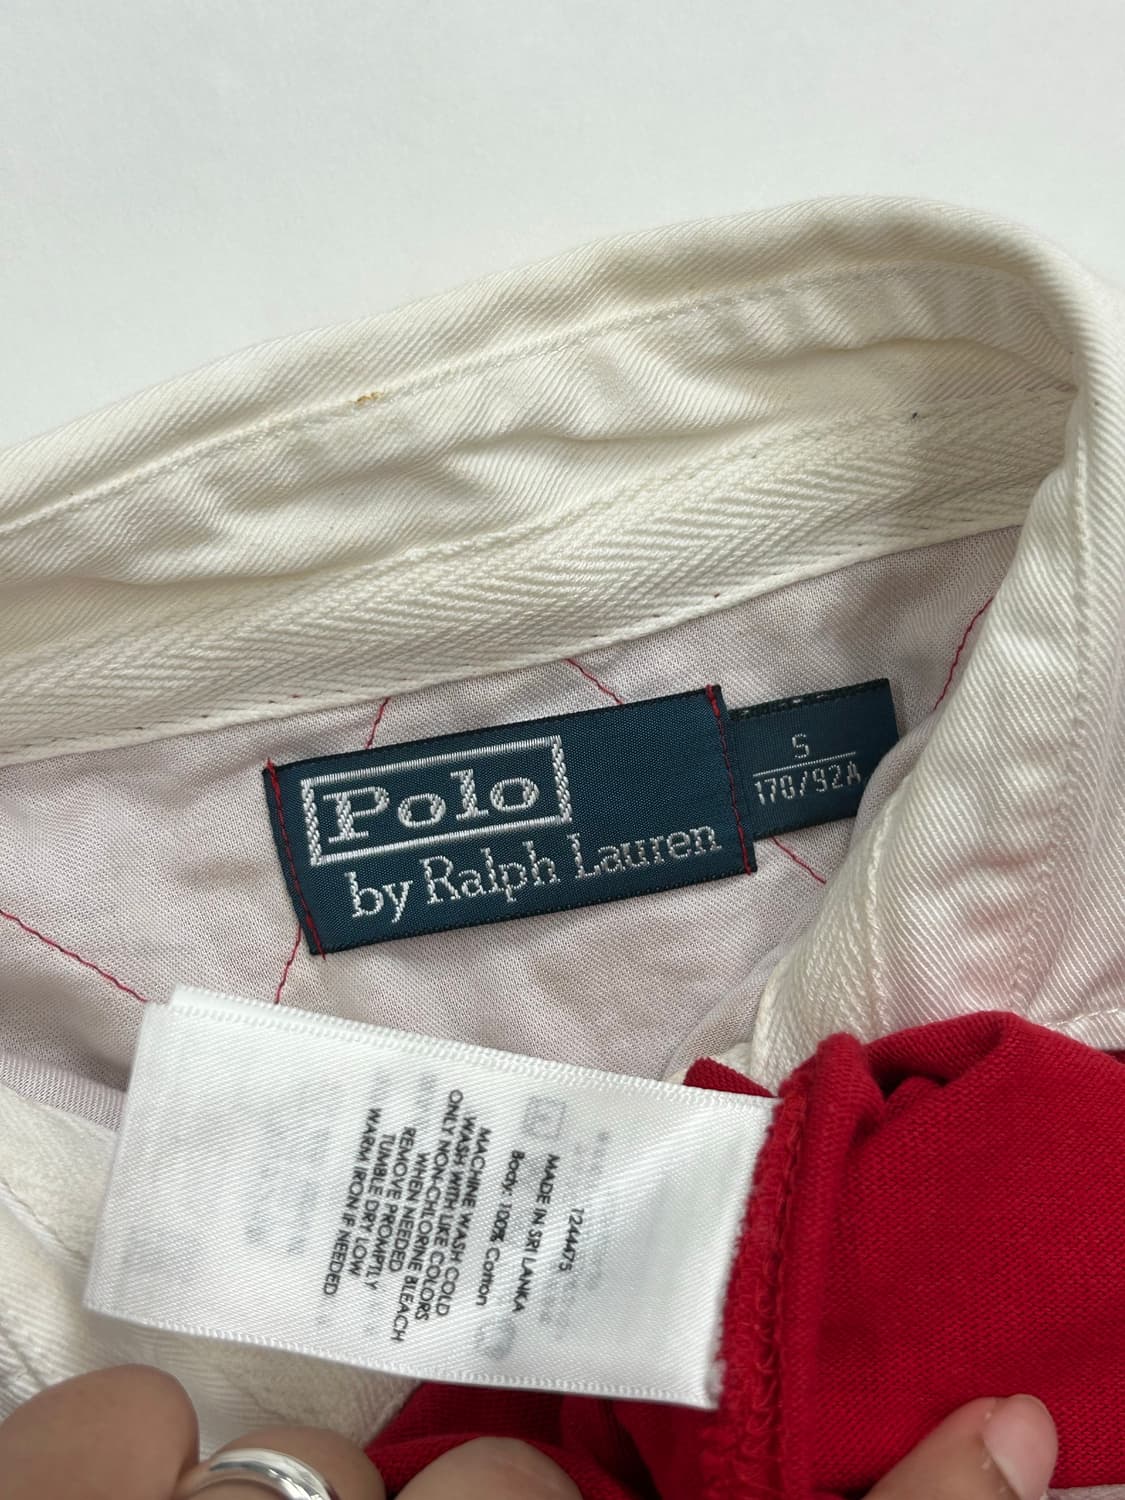 Polo
by Ralph Lauren
S
170/92A
T244475
MADE IN SRI LANKA
Body: 100% Cotton
MACHINE WASH COLD
WASH WITH LIKE COLORS
ONLY NON-CHLORINE BLEACH
WHEN NEEDED
REMOVE PROMPTLY
TUMBLE DRY LOW
WARM IRON IF NEEDED